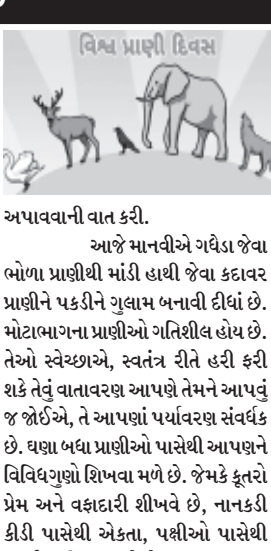 વિશ્વ પ્રાણી દિવસ
અપાવવાની વાત કરી.
આજે માનવીએ ગધેડા જેવા
ભોળા પ્રાણીથી માંડી હાથી જેવા કદાવર
પ્રાણીને પકડીને ગુલામ બનાવી દીધાં છે.
મોટાભાગના પ્રાણીઓ ગતિશીલ હોય છે.
તેઓ સ્વેચ્છાએ, સ્વતંત્ર રીતે હરી ફરી
શકે તેવું વાતાવરણ આપણે તેમને આપવું
જ જોઈએ, તે આપણાં પર્યાવરણ સંવર્ધક
છે. ઘણા બધા પ્રાણીઓ પાસેથી આપણને
વિવિધગુણો શિખવા મળે છે. જેમકે કૂતરો
પ્રેમ અને વફાદારી શીખવે છે, નાનકડી
કીડી પાસેથી એકતા, પક્ષીઓ પાસેથી